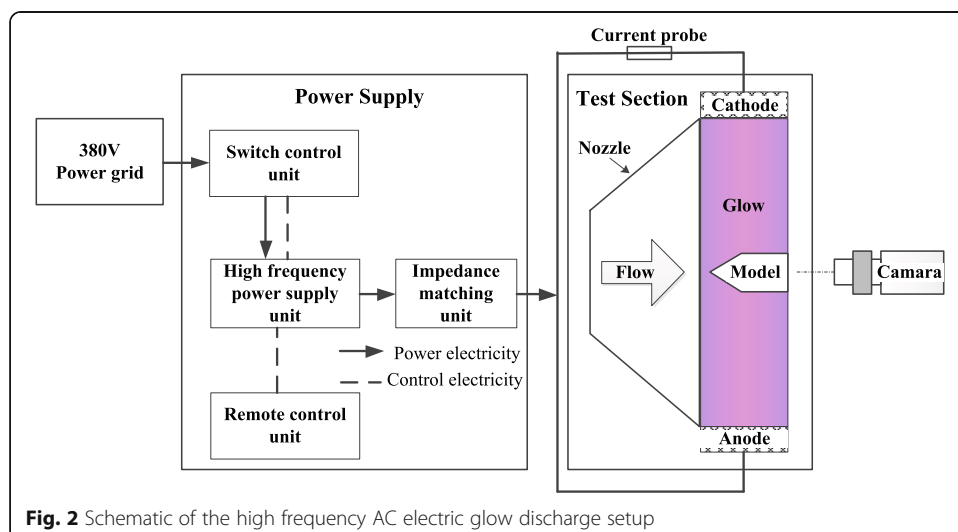 Current probe
Power Supply
Test Section
Cathode
380V
Power grid
Switch control
unit
Nozzle
Glow
High frequency
power supply
unit
Impedance
matching
unit
Flow
Model
Camara
Power electricity
Control electricity
Remote control
unit
Anode
Fig. 2 Schematic of the high frequency AC electric glow discharge setup